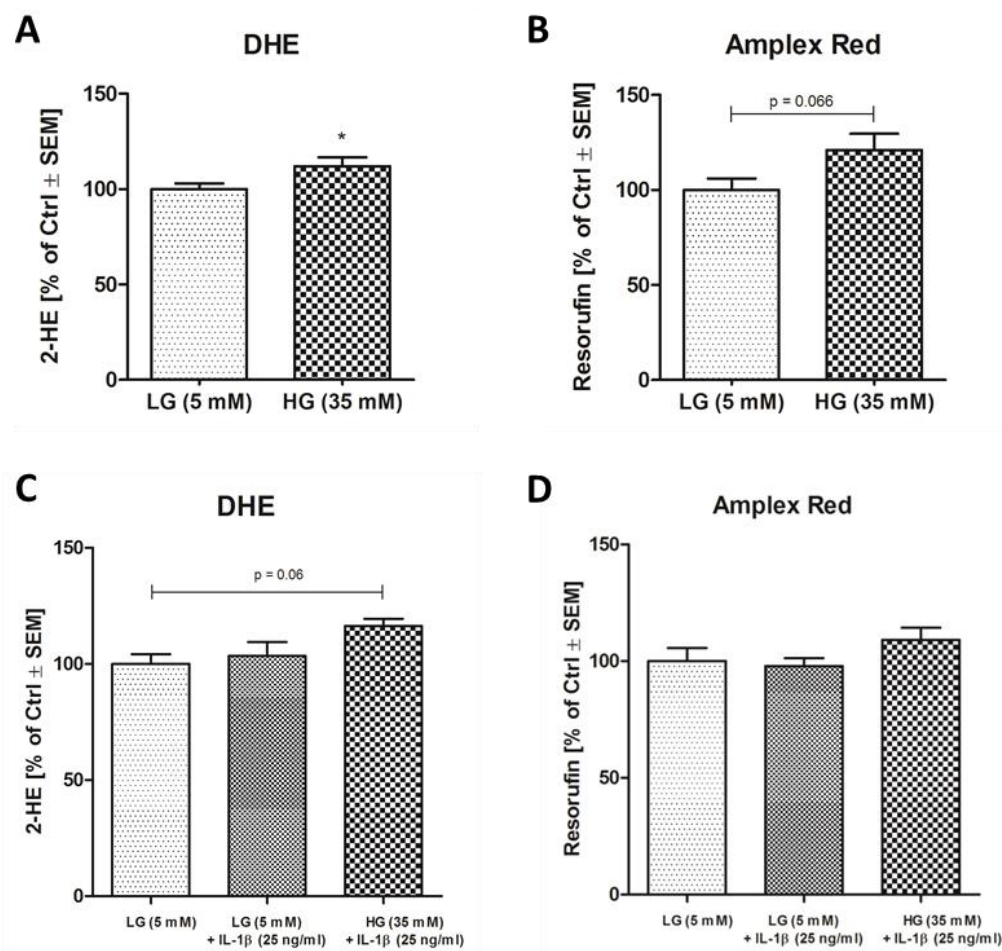 A
DHE
2-HE [% of Ctrl ± SEM]
150
100
50
0
*
LG (5 mM)
HG (35 mM)
B
Amplex Red
Resorufin [% of Ctrl ± SEM]
150
100
50
0
p = 0.066
LG (5 mM)
HG (35 mM)
C
DHE
2-HE [% of Ctrl ± SEM]
150
100
50
0
p = 0.06
LG (5 mM)
LG (5 mM)
+ IL-1β (25 ng/ml)
HG (35 mM)
+ IL-1β (25 ng/ml)
D
Amplex Red
Resorufin [% of Ctrl ± SEM]
150
100
50
0
LG (5 mM)
LG (5 mM)
+ IL-1β (25 ng/ml)
HG (35 mM)
+ IL-1β (25 ng/ml)